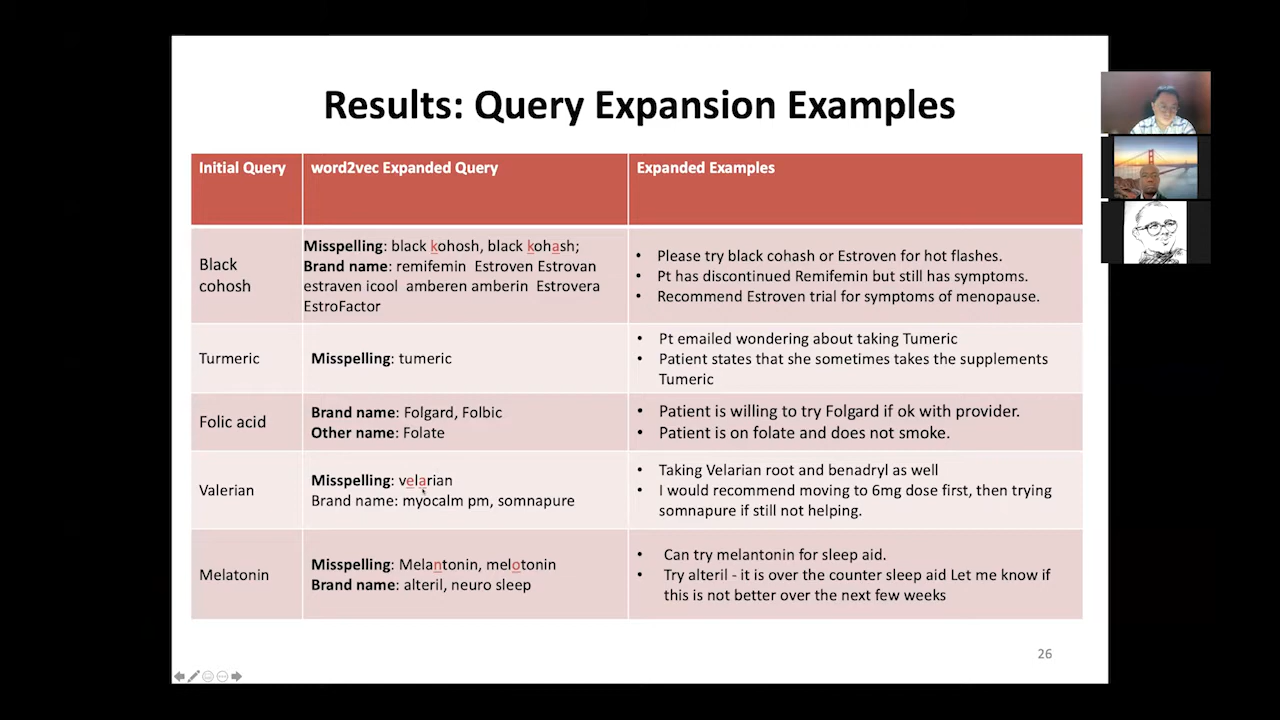 Results: Query Expansion Examples
Initial Query
word2vec Expanded Query
Expanded Examples
Black
cohosh
Misspelling: black kohosh, black kohash;
Brand name: remifemin Estroven Estrovan
estraven icool amberen amberin Estrovera
EstroFactor
• Please try black cohash or Estroven for hot flashes.
• Pt has discontinued Remifemin but still has symptoms.
• Recommend Estroven trial for symptoms of menopause.
Turmeric
Misspelling: tumeric
• Pt emailed wondering about taking Tumeric
• Patient states that she sometimes takes the supplements
Tumeric
Folic acid
Brand name: Folgard, Folbic
Other name: Folate
• Patient is willing to try Folgard if ok with provider.
• Patient is on folate and does not smoke.
Valerian
Misspelling: velarian
Brand name: myocalm pm, somnapure
• Taking Velarian root and benadryl as well
• I would recommend moving to 6mg dose first, then trying
somnapure if still not helping.
Melatonin
Misspelling: Melantonin, melotonin
Brand name: alteril, neuro sleep
• Can try melantonin for sleep aid.
• Try alteril - it is over the counter sleep aid Let me know if
this is not better over the next few weeks
26